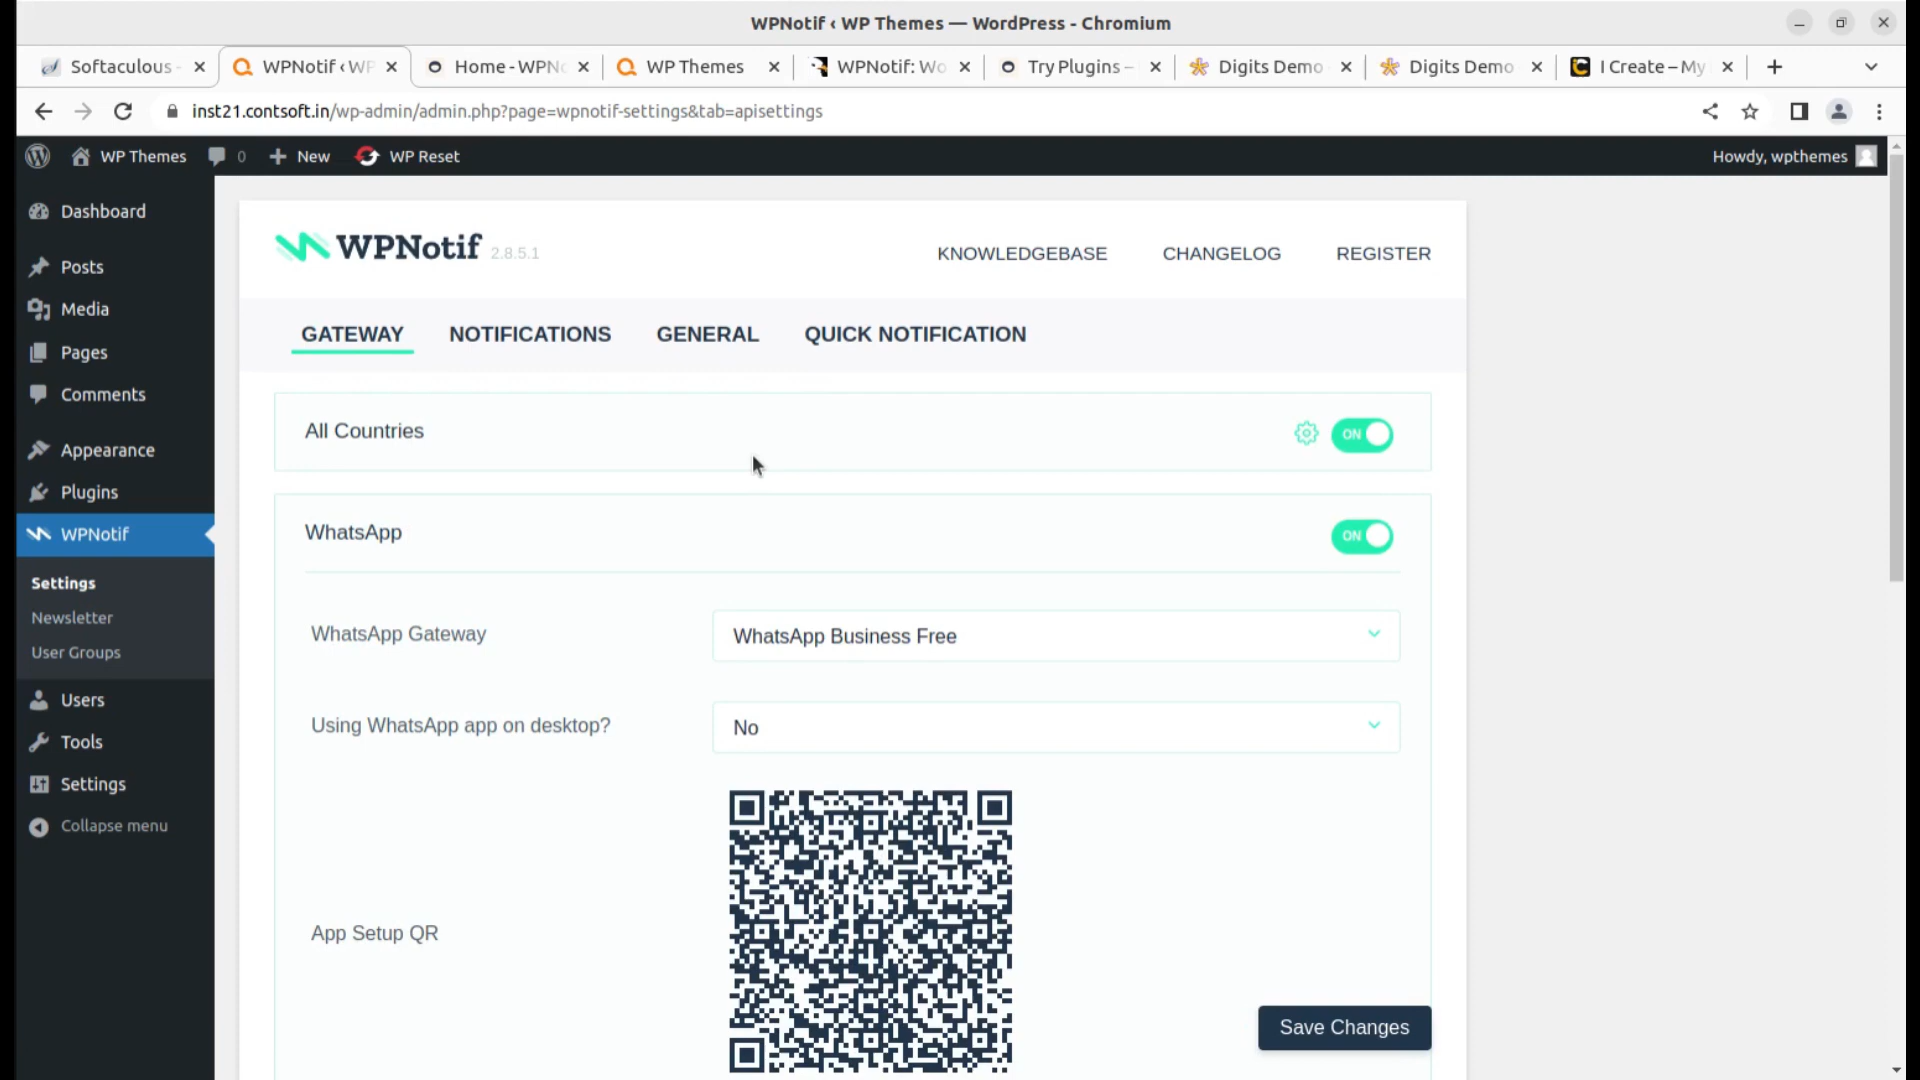 WPNotif ‹ WP Themes — WordPress - Chromium
Softaculous -
WPNotif ‹ WP
Home - WPNo
WP Themes
WPNotif: Wo
Try Plugins –
Digits Demo
Digits Demo
I Create – My
inst21.contsoft.in/wp-admin/admin.php?page=wpnotif-settings&tab=apisettings
WP Themes
0
New
WP Reset
Howdy, wpthemes
Dashboard
Posts
Media
Pages
Comments
Appearance
Plugins
WPNotif
Settings
Newsletter
User Groups
Users
Tools
Settings
Collapse menu
WPNotif 2.8.5.1
KNOWLEDGEBASE
CHANGELOG
REGISTER
GATEWAY
NOTIFICATIONS
GENERAL
QUICK NOTIFICATION
All Countries
ON
WhatsApp
ON
WhatsApp Gateway
WhatsApp Business Free
Using WhatsApp app on desktop?
No
App Setup QR
Save Changes